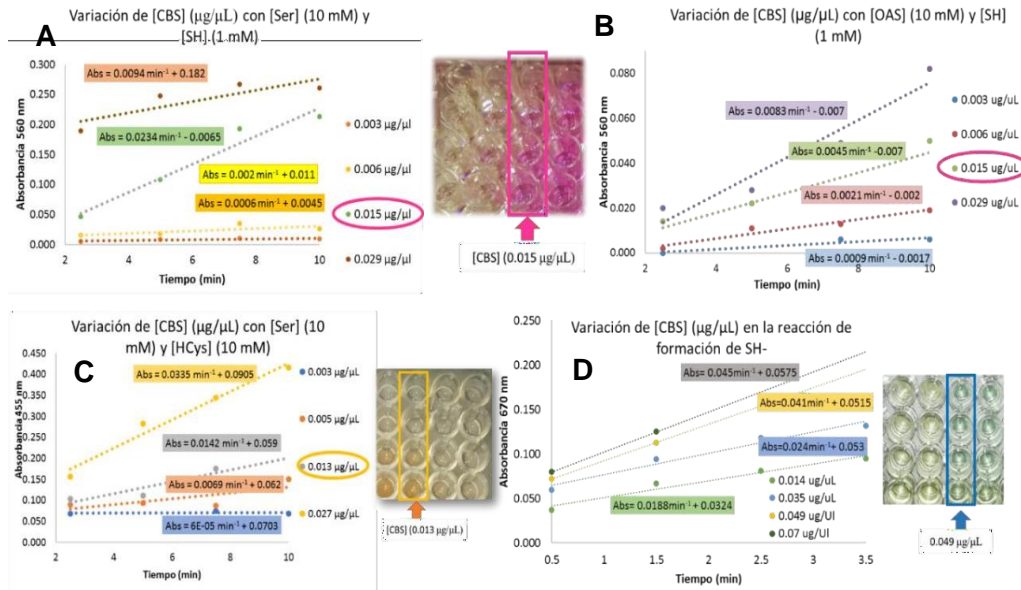 A
Variación de [CBS] (µg/µL) con [Ser] (10 mM) y
[SH].(1 mM)
Absorbancia 560 nm
0.300
0.250
0.200
0.150
0.100
0.050
0.000
Abs = 0.0094 min⁻¹ + 0.182
Abs = 0.0234 min⁻¹ - 0.0065
Abs = 0.002 min⁻¹ + 0.011
Abs = 0.0006 min⁻¹ + 0.0045
2
4
6
8
10
Tiempo (min)
0.003 µg/µl
0.006 µg/µl
0.015 µg/µl
0.029 µg/µl
[CBS] (0.015 µg/µL)
B
Variación de [CBS] (µg/µL) con [OAS] (10 mM) y [SH]
(1 mM)
Absorbancia 560 nm
0.080
0.060
0.040
0.020
0.000
Abs = 0.0083 min⁻¹ - 0.007
Abs= 0.0045 min⁻¹ -0.007
Abs = 0.0021 min⁻¹ - 0.002
Abs = 0.0009 min⁻¹ - 0.0017
2
4
6
8
10
Tiempo (min)
0.003 ug/uL
0.006 ug/uL
0.015 ug/uL
0.029 ug/uL
C
Variación de [CBS] (µg/µL) con [Ser] (10
mM) y [HCys] (10 mM)
Absorbancia 455 nm
0.450
0.400
0.350
0.300
0.250
0.200
0.150
0.100
0.050
0.000
Abs = 0.0335 min⁻¹ + 0.0905
Abs = 0.0142 min⁻¹ + 0.059
Abs = 0.0069 min⁻¹ + 0.062
Abs = 6E-05 min⁻¹ + 0.0703
2
4
6
8
10
Tiempo (min)
0.003 µg/µL
0.005 µg/µL
0.013 µg/µL
0.027 µg/µL
[CBS] (0.013 µg/µL)
D
Variación de [CBS] (µg/µL) en la reacción de
formación de SH-
Absorbancia 670 nm
0.250
0.200
0.150
0.100
0.050
0.000
Abs= 0.045min⁻¹ + 0.0575
Abs=0.041min⁻¹ + 0.0515
Abs=0.024min⁻¹+ 0.053
Abs= 0.0188min⁻¹ + 0.0324
0.014 ug/uL
0.035 ug/uL
0.049 ug/Ul
0.07 ug/Ul
0.5
1
1.5
2
2.5
3
3.5
Tiempo (min)
0.049 µg/µL